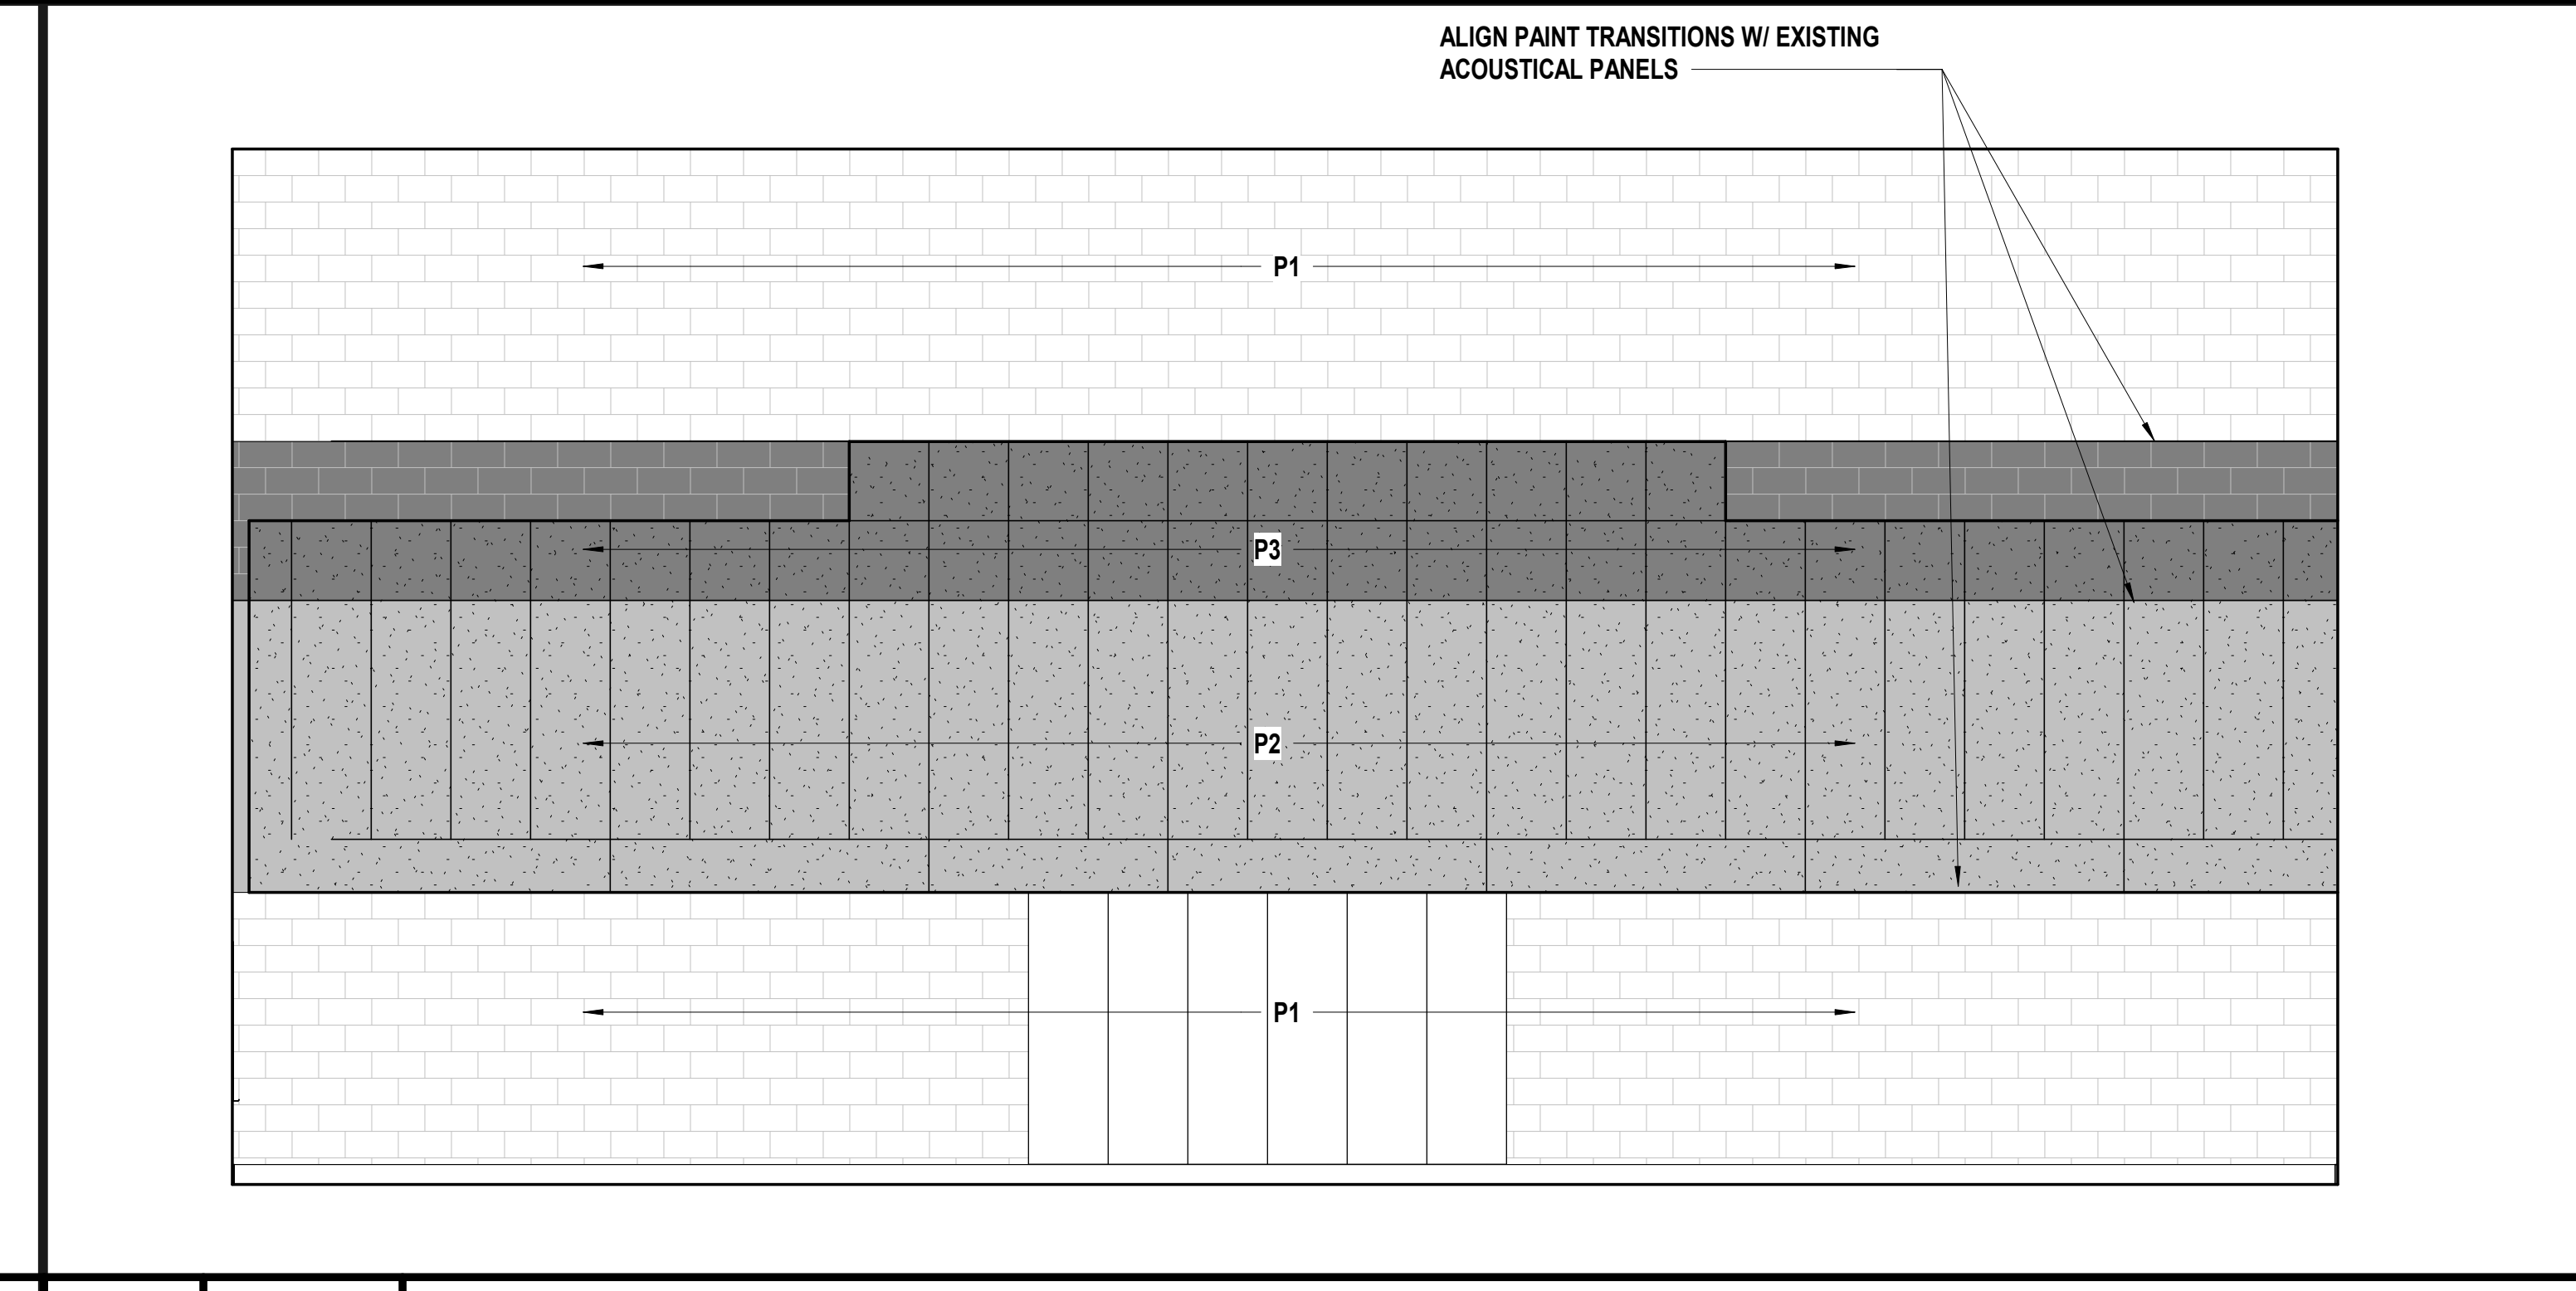 ALIGN PAINT TRANSITIONS W/ EXISTING
ACOUSTICAL PANELS
P1
P3
P2
P1